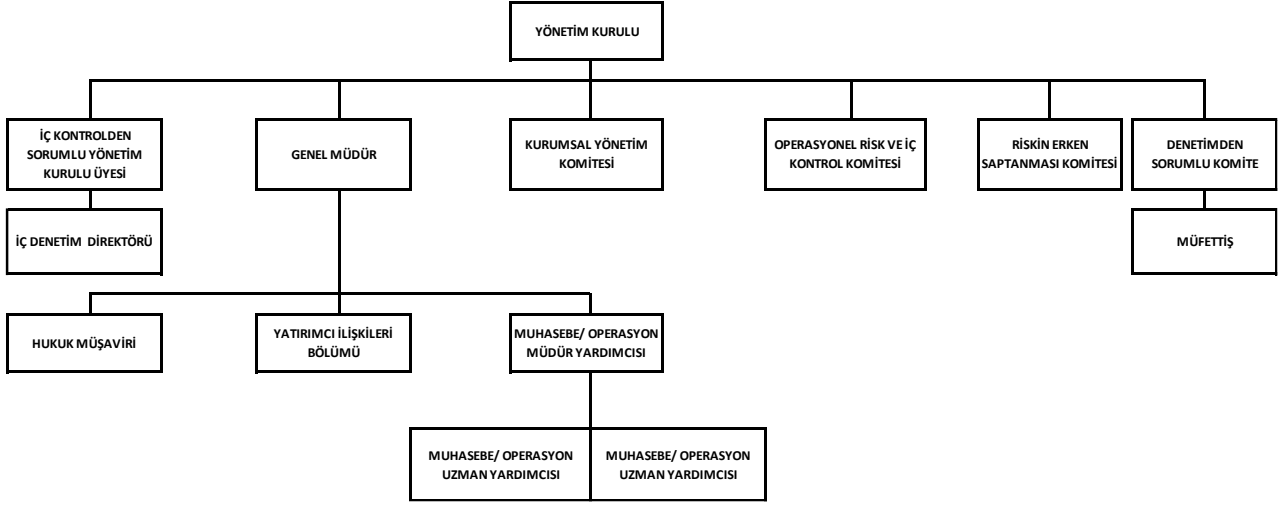 YÖNETİM KURULU
İÇ KONTROLDEN
SORUMLU YÖNETİM
KURULU ÜYESİ
GENEL MÜDÜR
KURUMSAL YÖNETİM
KOMİTESİ
OPERASYONEL RİSK VE İÇ
KONTROL KOMİTESİ
RİSKİN ERKEN
SAPTANMASI KOMİTESİ
DENETİMDEN
SORUMLU KOMİTE
İÇ DENETİM DİREKTÖRÜ
MÜFETTİŞ
HUKUK MÜŞAVİRİ
YATIRIMCI İLİŞKİLERİ
BÖLÜMÜ
MUHASEBE/ OPERASYON
MÜDÜR YARDIMCISI
MUHASEBE/ OPERASYON
UZMAN YARDIMCISI
MUHASEBE/ OPERASYON
UZMAN YARDIMCISI